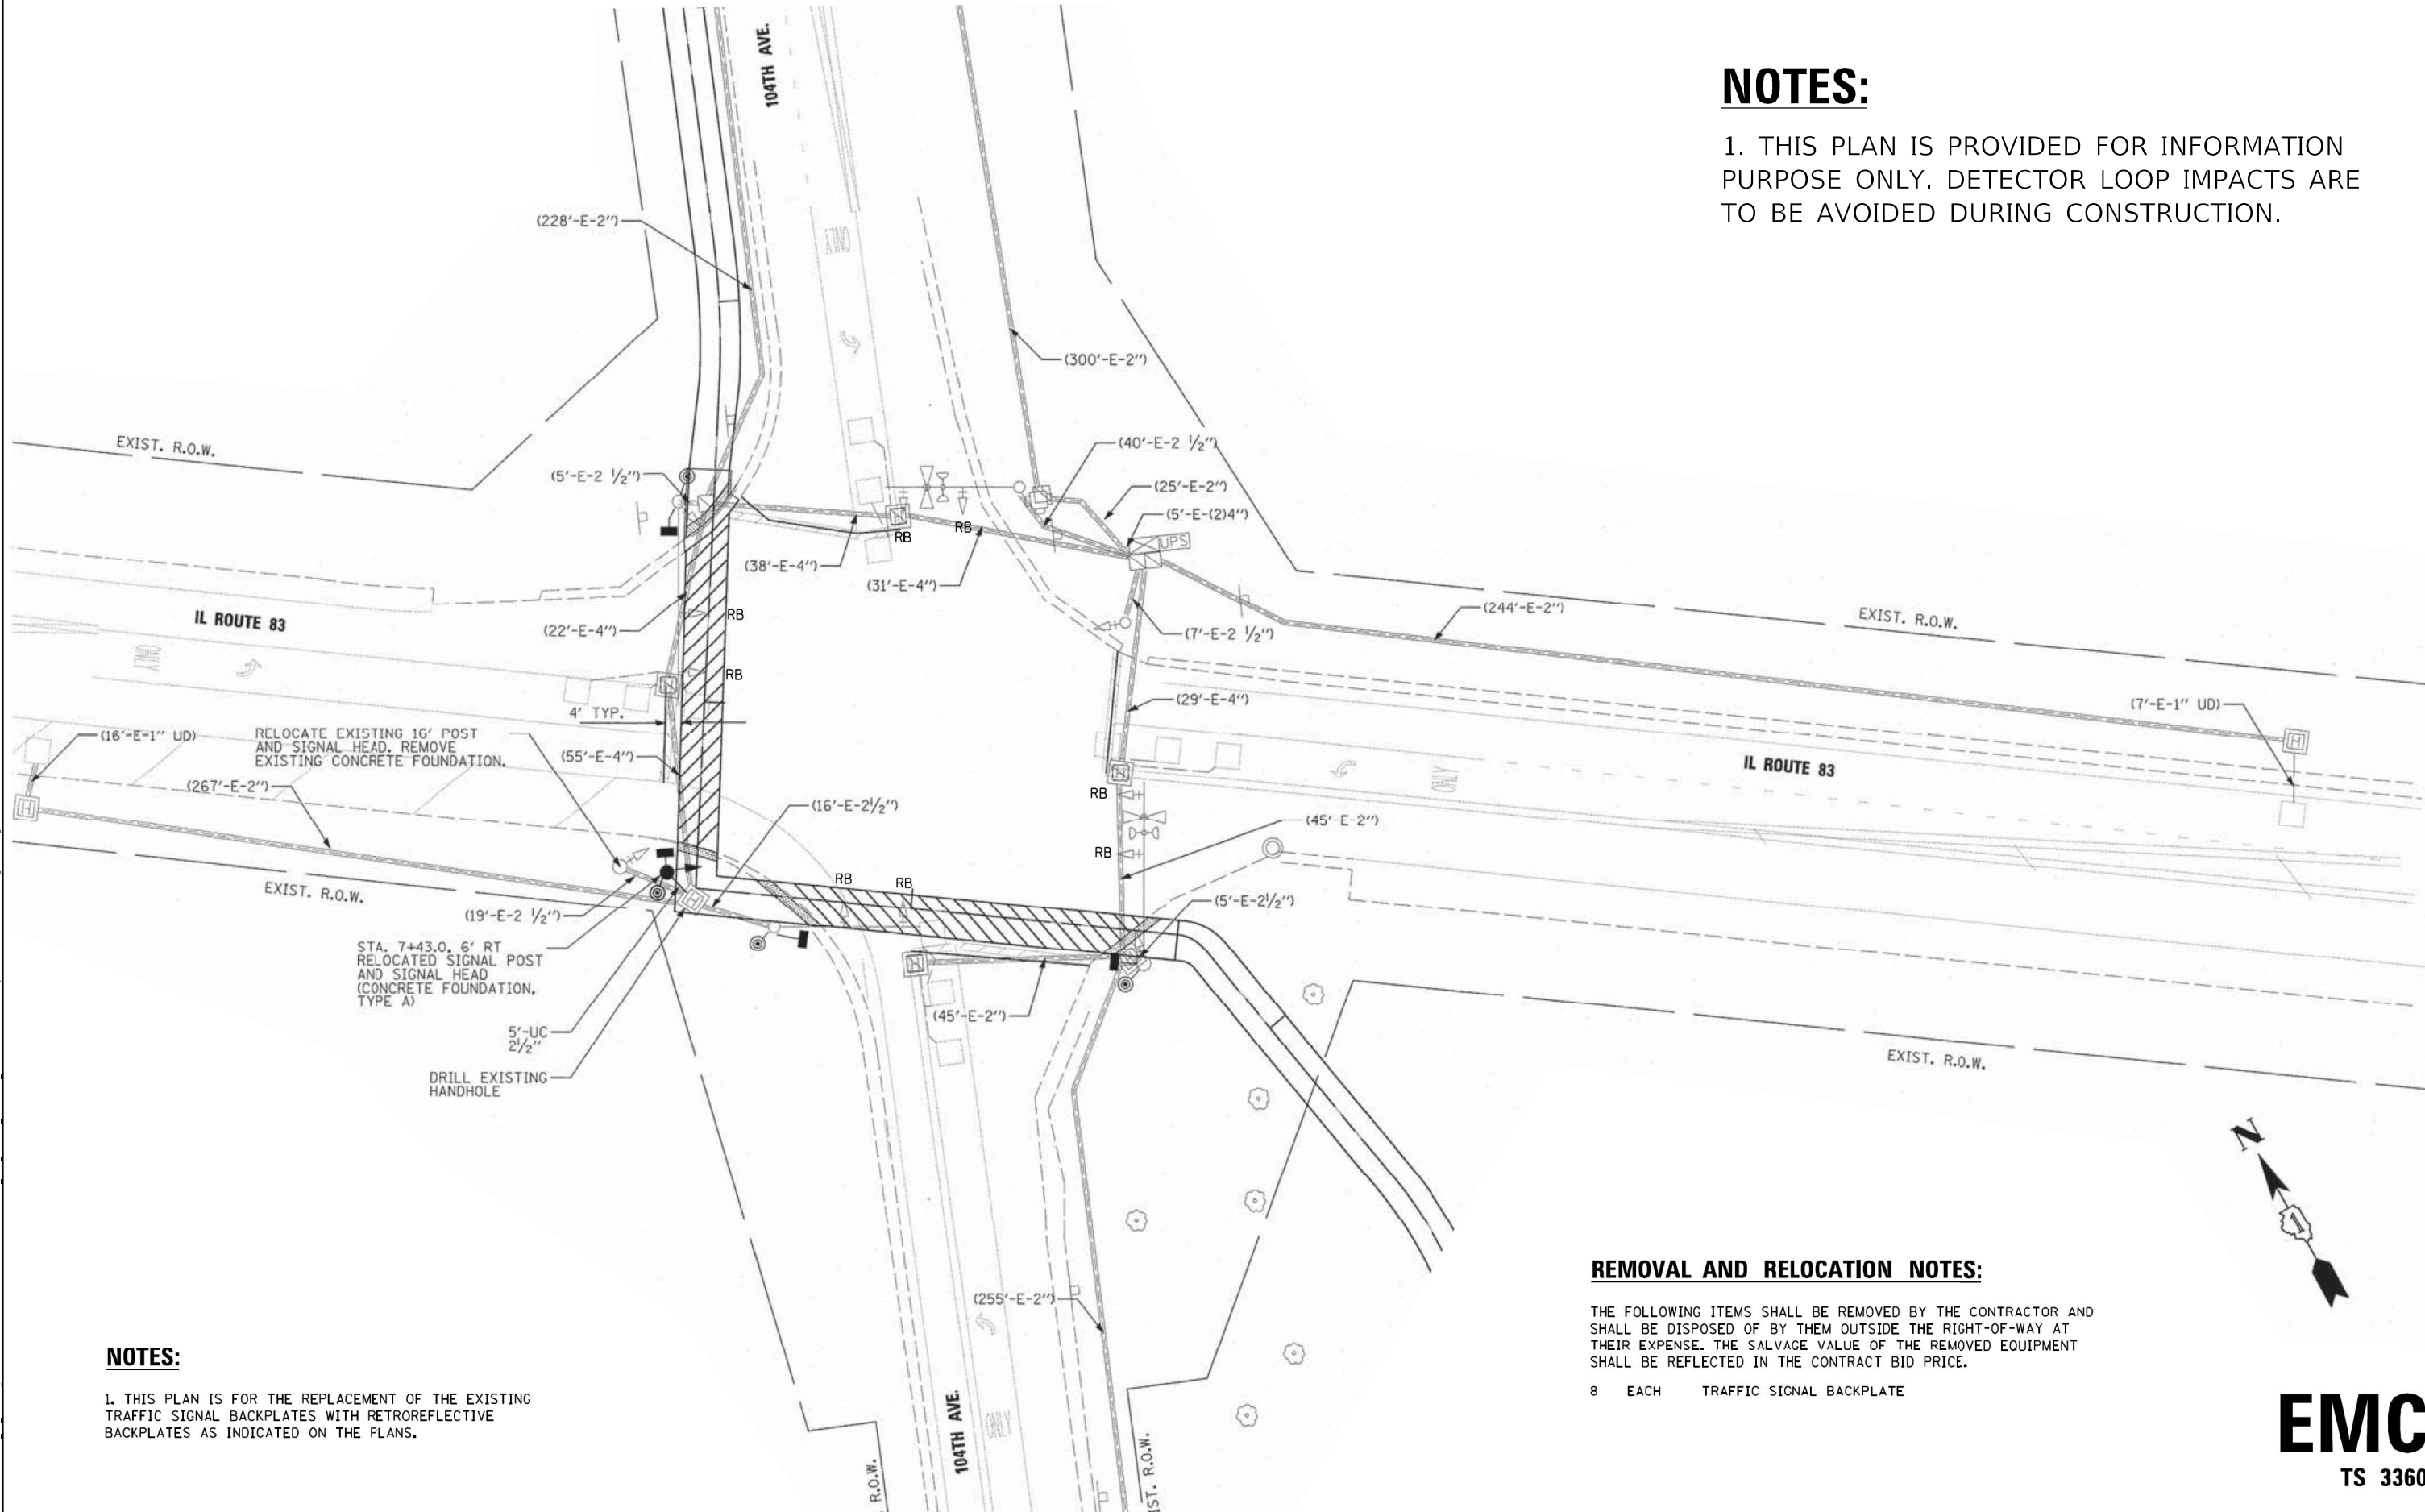 104TH AVE.
NOTES:
1. THIS PLAN IS PROVIDED FOR INFORMATION
PURPOSE ONLY. DETECTOR LOOP IMPACTS ARE
TO BE AVOIDED DURING CONSTRUCTION.
(228'-E-2")
ONLY
(300'-E-2")
EXIST. R.O.W.
(40'-E-2 1/2")
(5'-E-2 1/2")
(25'-E-2")
(5'-E-(2)4")
UPS
RB
RB
(38'-E-4")
(31'-E-4")
IL ROUTE 83
(22'-E-4")
RB
(244'-E-2")
EXIST. R.O.W.
(7'-E-2 1/2")
ONLY
RB
(29'-E-4")
(7'-E-1" UD)
4' TYP.
(16'-E-1" UD)
RELOCATE EXISTING 16' POST
AND SIGNAL HEAD. REMOVE
EXISTING CONCRETE FOUNDATION.
(55'-E-4")
IL ROUTE 83
ONLY
(267'-E-2")
H
H
RB
(16'-E-2 1/2")
(45'-E-2")
RB
EXIST. R.O.W.
RB
RB
H
(19'-E-2 1/2")
(5'-E-2 1/2")
STA. 7+43.0, 6' RT
RELOCATED SIGNAL POST
AND SIGNAL HEAD
(CONCRETE FOUNDATION,
TYPE A)
(45'-E-2")
5'-UC
2 1/2"
DRILL EXISTING
HANDHOLE
EXIST. R.O.W.
N
1
(255'-E-2")
REMOVAL AND RELOCATION NOTES:
THE FOLLOWING ITEMS SHALL BE REMOVED BY THE CONTRACTOR AND
SHALL BE DISPOSED OF BY THEM OUTSIDE THE RIGHT-OF-WAY AT
THEIR EXPENSE. THE SALVAGE VALUE OF THE REMOVED EQUIPMENT
SHALL BE REFLECTED IN THE CONTRACT BID PRICE.
8 EACH TRAFFIC SIGNAL BACKPLATE
NOTES:
1. THIS PLAN IS FOR THE REPLACEMENT OF THE EXISTING
TRAFFIC SIGNAL BACKPLATES WITH RETROREFLECTIVE
BACKPLATES AS INDICATED ON THE PLANS.
104TH AVE.
ONLY
R.O.W.
IST. R.O.W.
EMC
TS 3360